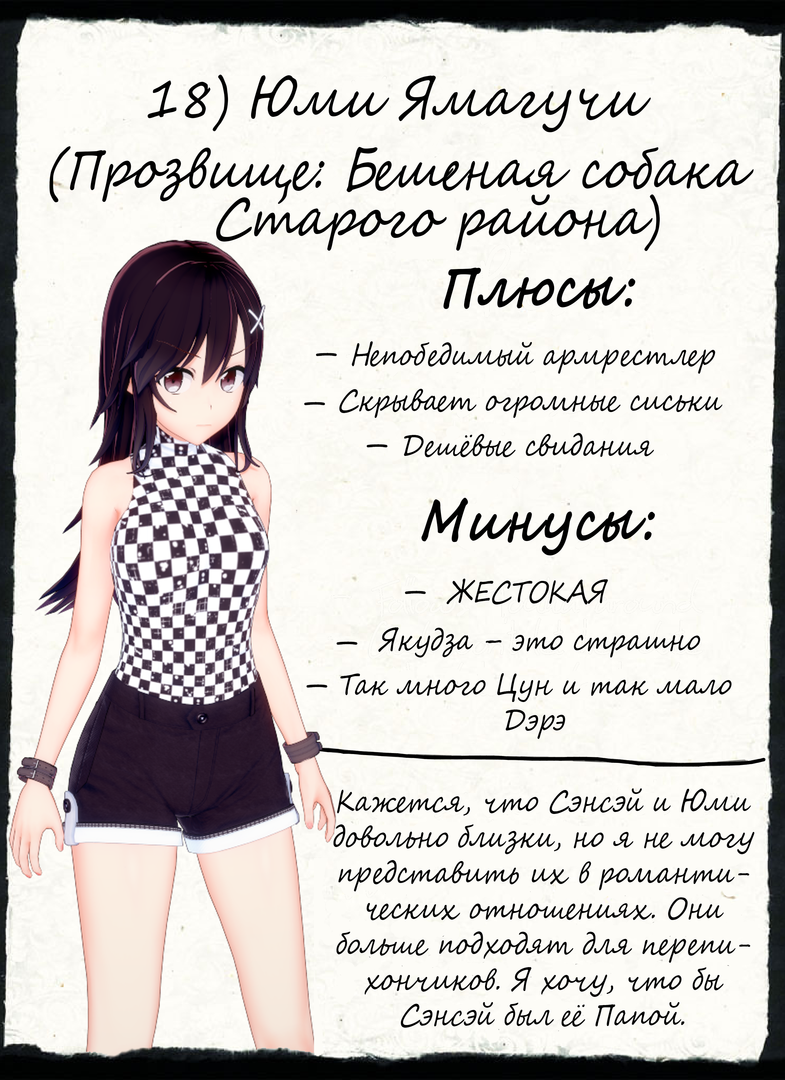 18) Юми Ямагучи
(Прозвище: Бешеная собака
Старого района)
Плюсы:
— Непобедимый армрестлер
— Скрывает огромные сиськи
— Дешёвые свидания
Минусы:
— ЖЕСТОКАЯ
— Якудза — это страшно
— Так много Цун и так мало
Дэрэ
Кажется, что Сэнсэй и Юми
довольно близки, но я не могу
представить их в романти-
ческих отношениях. Они
больше подходят для перепи-
хончиков. Я хочу, что бы
Сэнсэй был её Папой.